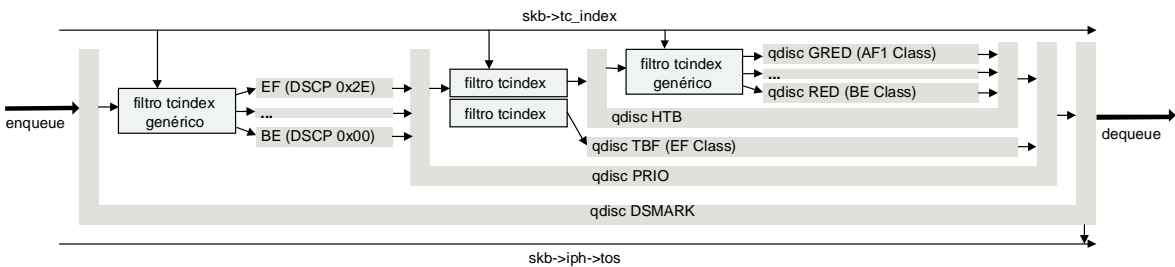 skb->tc_index
enqueue
filtro tcindex
genérico
EF (DSCP 0x2E)
...
BE (DSCP 0x00)
filtro tcindex
filtro tcindex
filtro tcindex
genérico
qdisc GRED (AF1 Class)
...
qdisc RED (BE Class)
qdisc HTB
qdisc TBF (EF Class)
qdisc PRIO
qdisc DSMARK
dequeue
skb->iph->tos